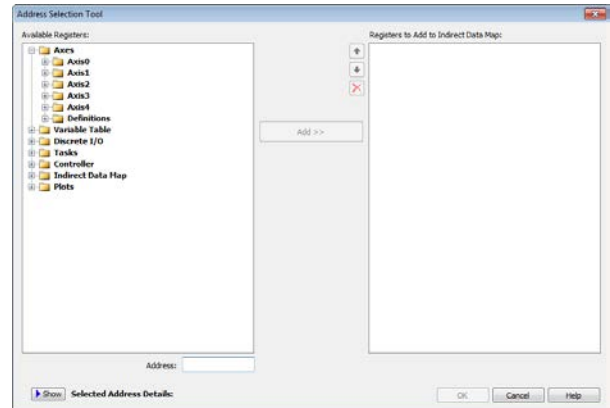 Address Selection Tool
Available Registers:
Registers to Add to Indirect Data Map:
Axes
Axis0
Axis1
Axis2
Axis3
Axis4
Definitions
Variable Table
Discrete I/O
Tasks
Controller
Indirect Data Map
Plots
Add >>
Address:
Show Selected Address Details:
OK Cancel Help